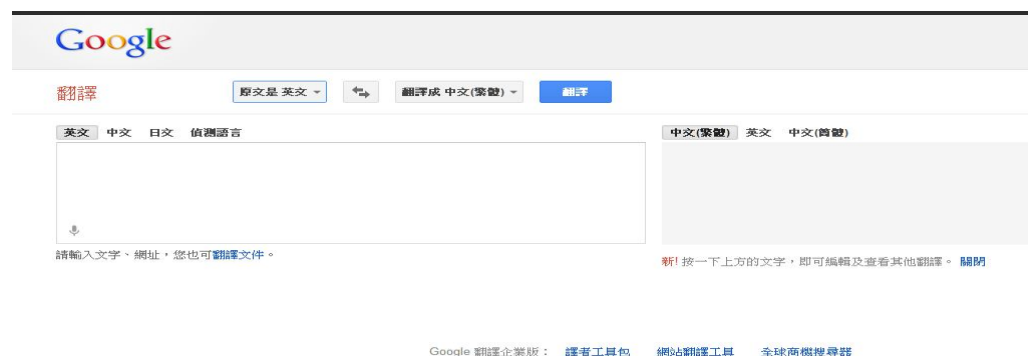 Google
翻譯 原文是 英文 翻譯成 中文(繁體) 翻譯
英文 中文 日文 偵測語言 中文(繁體) 英文 中文(簡體)
請輸入文字、網址，您也可翻譯文件。
新! 按一下上方的文字，即可編輯及查看其他翻譯。 關閉
Google 翻譯企業版： 譯者工具包 網站翻譯工具 全球商機搜尋器